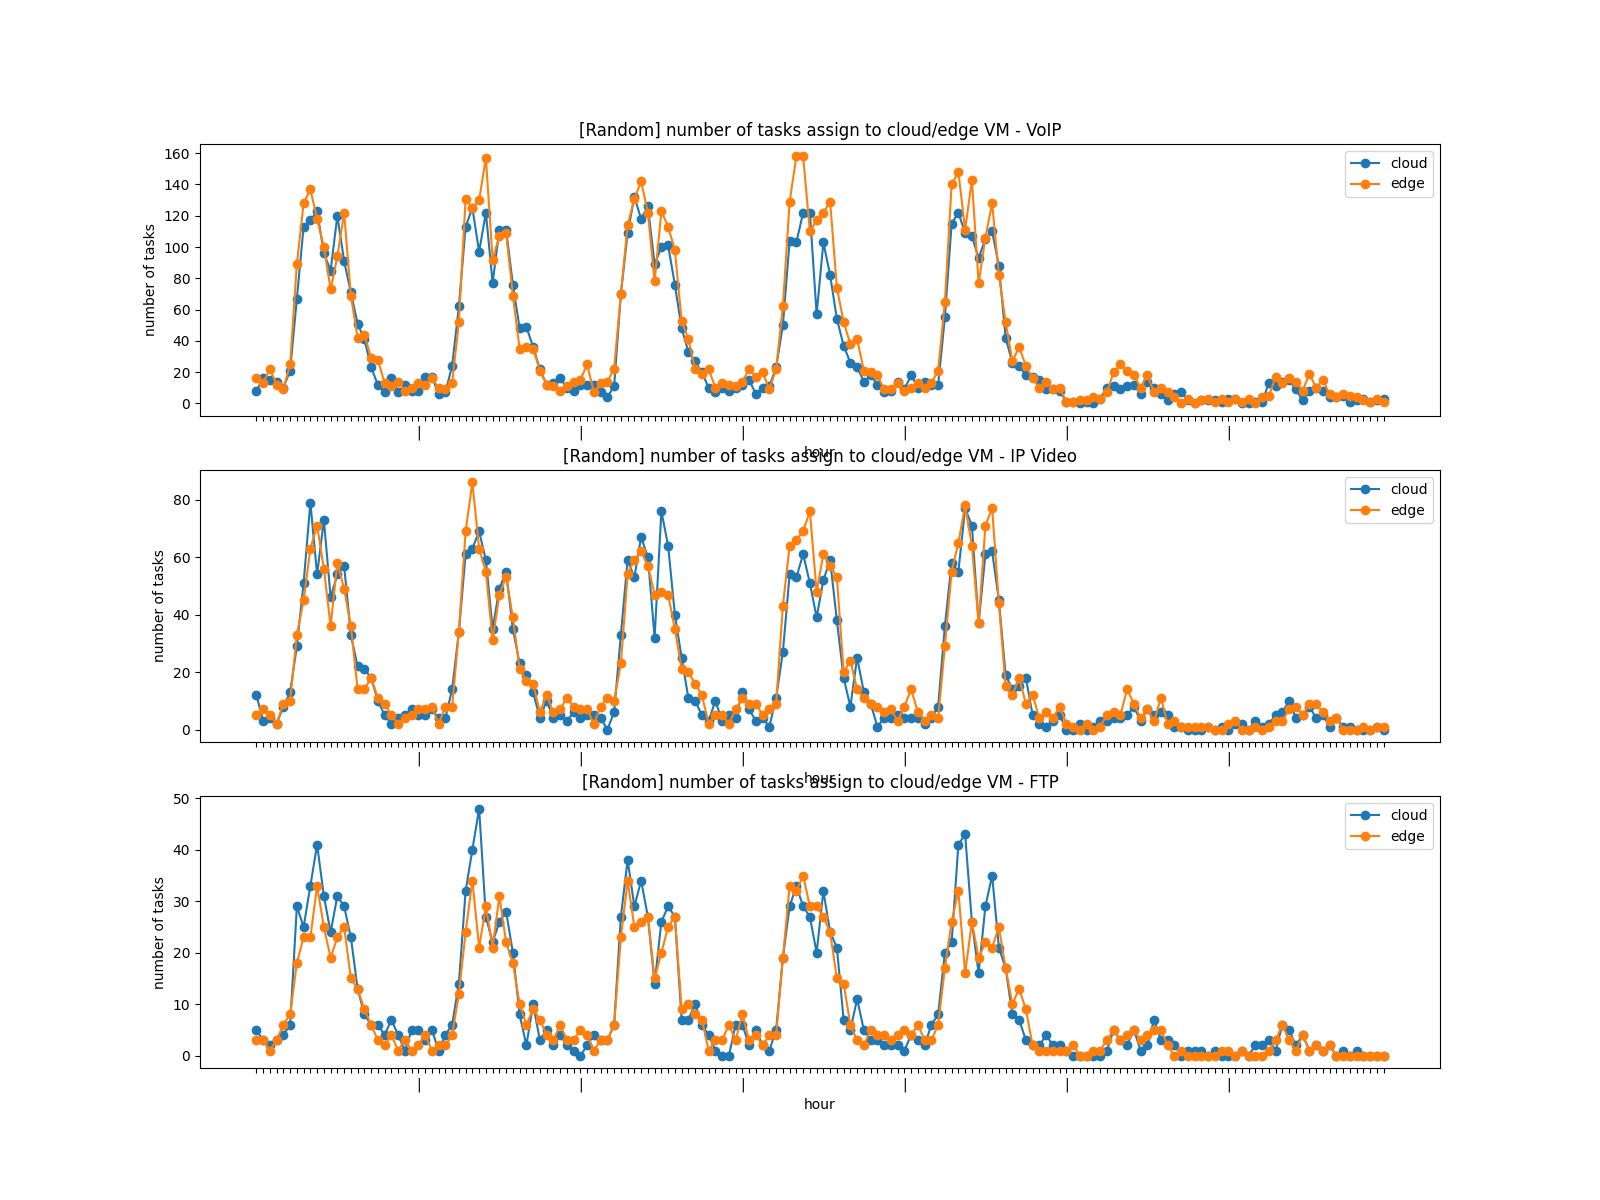 [Random] number of tasks assign to cloud/edge VM - VoIP
160
140
120
100
80
60
40
20
0
number of tasks
cloud
edge
hour
[Random] number of tasks assign to cloud/edge VM - IP Video
80
60
40
20
0
number of tasks
cloud
edge
hour
[Random] number of tasks assign to cloud/edge VM - FTP
50
40
30
20
10
0
number of tasks
cloud
edge
hour